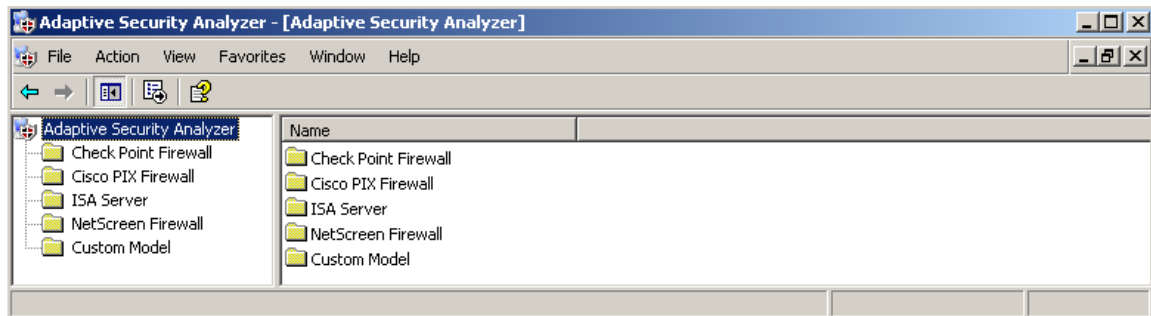 Adaptive Security Analyzer - [Adaptive Security Analyzer]
File Action View Favorites Window Help
Adaptive Security Analyzer
Check Point Firewall
Cisco PIX Firewall
ISA Server
NetScreen Firewall
Custom Model
Name
Check Point Firewall
Cisco PIX Firewall
ISA Server
NetScreen Firewall
Custom Model